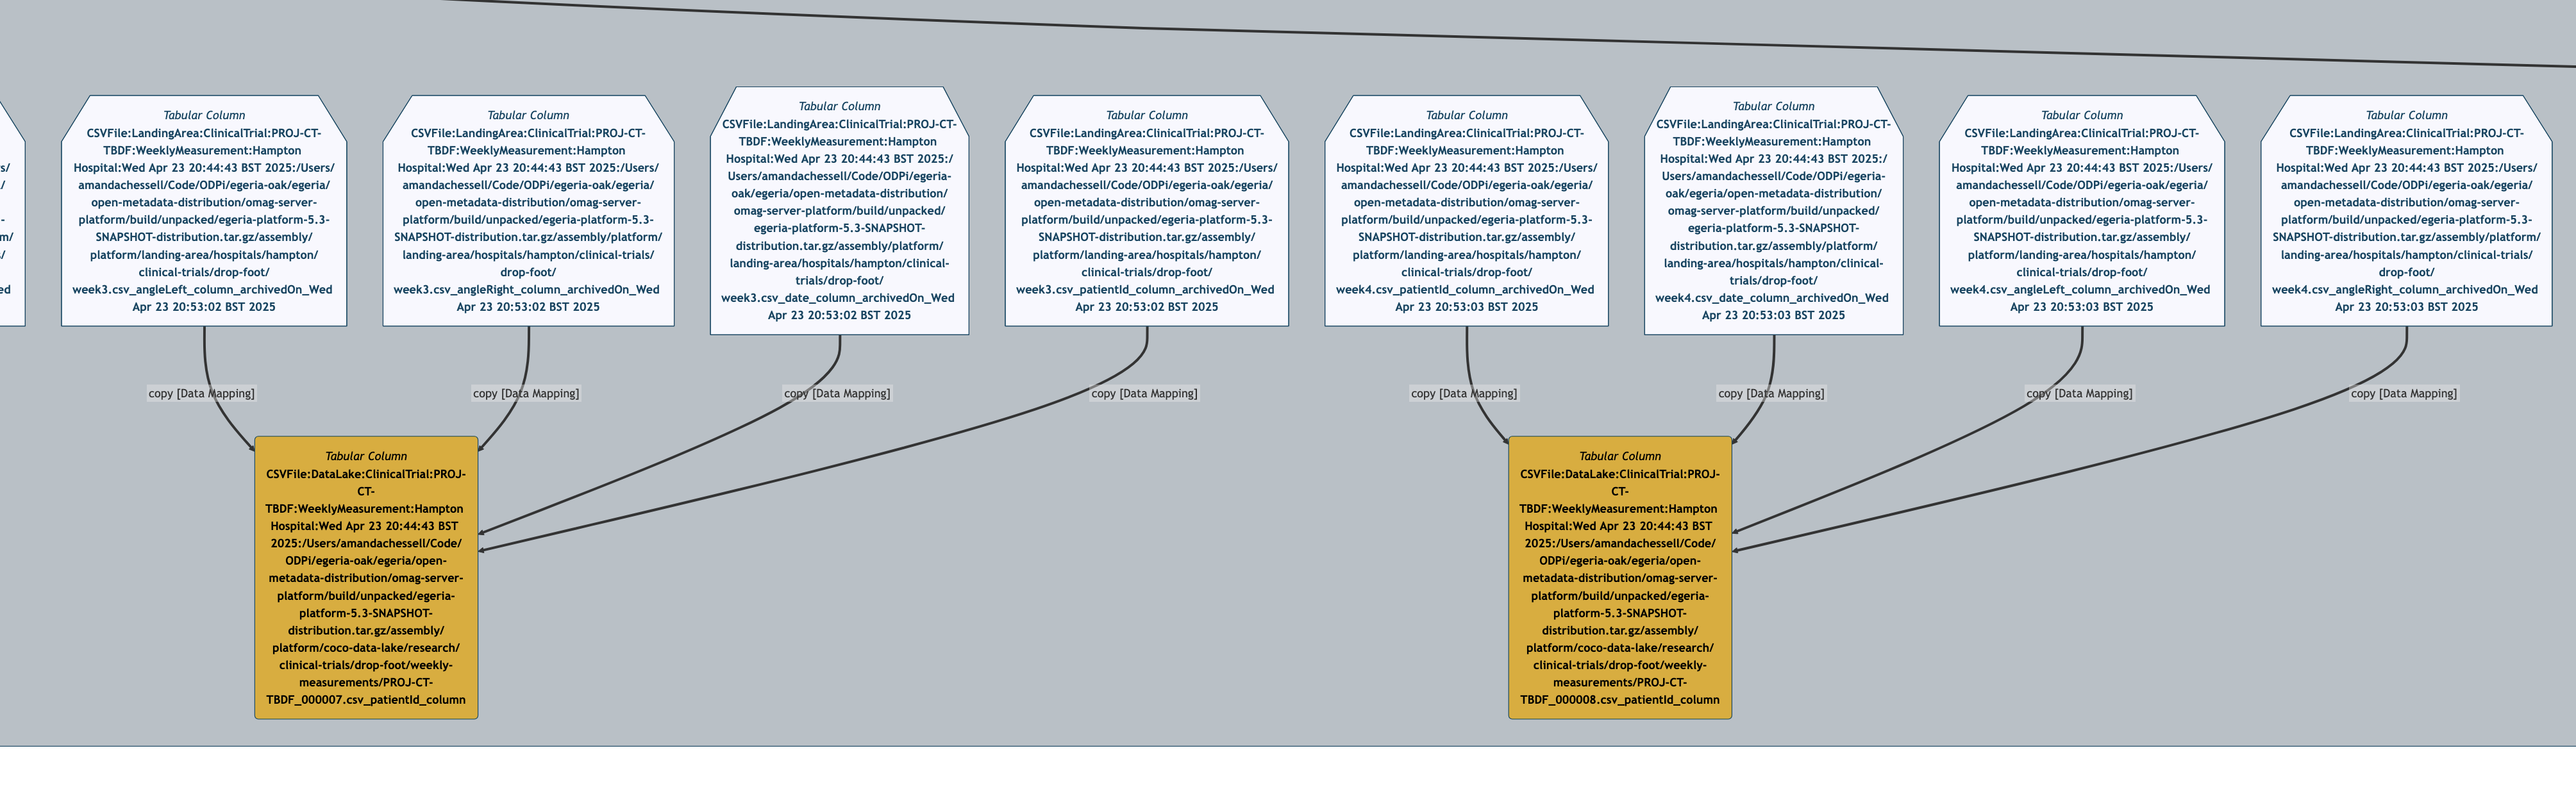 s/
/
-
m/
/
ed
Tabular Column
CSVFile:LandingArea:ClinicalTrial:PROJ-CT-
TBDF:WeeklyMeasurement:Hampton
Hospital:Wed Apr 23 20:44:43 BST 2025:/Users/
amandachessell/Code/ODPi/egeria-oak/egeria/
open-metadata-distribution/omag-server-
platform/build/unpacked/egeria-platform-5.3-
SNAPSHOT-distribution.tar.gz/assembly/
platform/landing-area/hospitals/hampton/
clinical-trials/drop-foot/
week3.csv_angleLeft_column_archivedOn_Wed
Apr 23 20:53:02 BST 2025
Tabular Column
CSVFile:LandingArea:ClinicalTrial:PROJ-CT-
TBDF:WeeklyMeasurement:Hampton
Hospital:Wed Apr 23 20:44:43 BST 2025:/Users/
amandachessell/Code/ODPi/egeria-oak/egeria/
open-metadata-distribution/omag-server-
platform/build/unpacked/egeria-platform-5.3-
SNAPSHOT-distribution.tar.gz/assembly/platform/
landing-area/hospitals/hampton/clinical-trials/
drop-foot/
week3.csv_angleRight_column_archivedOn_Wed
Apr 23 20:53:02 BST 2025
Tabular Column
CSVFile:LandingArea:ClinicalTrial:PROJ-CT-
TBDF:WeeklyMeasurement:Hampton
Hospital:Wed Apr 23 20:44:43 BST 2025:/
Users/amandachessell/Code/ODPi/egeria-
oak/egeria/open-metadata-distribution/
omag-server-platform/build/unpacked/
egeria-platform-5.3-SNAPSHOT-
distribution.tar.gz/assembly/platform/
landing-area/hospitals/hampton/clinical-
trials/drop-foot/
week3.csv_date_column_archivedOn_Wed
Apr 23 20:53:02 BST 2025
Tabular Column
CSVFile:LandingArea:ClinicalTrial:PROJ-CT-
TBDF:WeeklyMeasurement:Hampton
Hospital:Wed Apr 23 20:44:43 BST 2025:/Users/
amandachessell/Code/ODPi/egeria-oak/egeria/
open-metadata-distribution/omag-server-
platform/build/unpacked/egeria-platform-5.3-
SNAPSHOT-distribution.tar.gz/assembly/
platform/landing-area/hospitals/hampton/
clinical-trials/drop-foot/
week3.csv_patientId_column_archivedOn_Wed
Apr 23 20:53:02 BST 2025
Tabular Column
CSVFile:LandingArea:ClinicalTrial:PROJ-CT-
TBDF:WeeklyMeasurement:Hampton
Hospital:Wed Apr 23 20:44:43 BST 2025:/Users/
amandachessell/Code/ODPi/egeria-oak/egeria/
open-metadata-distribution/omag-server-
platform/build/unpacked/egeria-platform-5.3-
SNAPSHOT-distribution.tar.gz/assembly/
platform/landing-area/hospitals/hampton/
clinical-trials/drop-foot/
week4.csv_patientId_column_archivedOn_Wed
Apr 23 20:53:03 BST 2025
Tabular Column
CSVFile:LandingArea:ClinicalTrial:PROJ-CT-
TBDF:WeeklyMeasurement:Hampton
Hospital:Wed Apr 23 20:44:43 BST 2025:/
Users/amandachessell/Code/ODPi/egeria-
oak/egeria/open-metadata-distribution/
omag-server-platform/build/unpacked/
egeria-platform-5.3-SNAPSHOT-
distribution.tar.gz/assembly/platform/
landing-area/hospitals/hampton/clinical-
trials/drop-foot/
week4.csv_date_column_archivedOn_Wed
Apr 23 20:53:03 BST 2025
Tabular Column
CSVFile:LandingArea:ClinicalTrial:PROJ-CT-
TBDF:WeeklyMeasurement:Hampton
Hospital:Wed Apr 23 20:44:43 BST 2025:/Users/
amandachessell/Code/ODPi/egeria-oak/egeria/
open-metadata-distribution/omag-server-
platform/build/unpacked/egeria-platform-5.3-
SNAPSHOT-distribution.tar.gz/assembly/
platform/landing-area/hospitals/hampton/
clinical-trials/drop-foot/
week4.csv_angleLeft_column_archivedOn_Wed
Apr 23 20:53:03 BST 2025
Tabular Column
CSVFile:LandingArea:ClinicalTrial:PROJ-CT-
TBDF:WeeklyMeasurement:Hampton
Hospital:Wed Apr 23 20:44:43 BST 2025:/Users/
amandachessell/Code/ODPi/egeria-oak/egeria/
open-metadata-distribution/omag-server-
platform/build/unpacked/egeria-platform-5.3-
SNAPSHOT-distribution.tar.gz/assembly/platform/
landing-area/hospitals/hampton/clinical-trials/
drop-foot/
week4.csv_angleRight_column_archivedOn_Wed
Apr 23 20:53:03 BST 2025
copy [Data Mapping]
copy [Data Mapping]
copy [Data Mapping]
copy [Data Mapping]
copy [Data Mapping]
copy [Data Mapping]
copy [Data Mapping]
copy [Data Mapping]
Tabular Column
CSVFile:DataLake:ClinicalTrial:PROJ-
CT-
TBDF:WeeklyMeasurement:Hampton
Hospital:Wed Apr 23 20:44:43 BST
2025:/Users/amandachessell/Code/
ODPi/egeria-oak/egeria/open-
metadata-distribution/omag-server-
platform/build/unpacked/egeria-
platform-5.3-SNAPSHOT-
distribution.tar.gz/assembly/
platform/coco-data-lake/research/
clinical-trials/drop-foot/weekly-
measurements/PROJ-CT-
TBDF_000007.csv_patientId_column
Tabular Column
CSVFile:DataLake:ClinicalTrial:PROJ-
CT-
TBDF:WeeklyMeasurement:Hampton
Hospital:Wed Apr 23 20:44:43 BST
2025:/Users/amandachessell/Code/
ODPi/egeria-oak/egeria/open-
metadata-distribution/omag-server-
platform/build/unpacked/egeria-
platform-5.3-SNAPSHOT-
distribution.tar.gz/assembly/
platform/coco-data-lake/research/
clinical-trials/drop-foot/weekly-
measurements/PROJ-CT-
TBDF_000008.csv_patientId_column